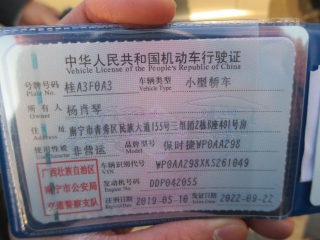 中华人民共和国机动车行驶证
Vehicle License of the People's Republic of China
号牌号码 桂A3F0A3 车辆类型 小型轿车
Plate No. Vehicle Type
所有人 杨肖琴
Owner
住址 南宁市青秀区民族大道155号三组团2栋8座401号房
Address
使用性质 非营运 品牌型号 保时捷WP0AA298
Use Character Model
广西壮族自治区
南宁市公安局
交通警察支队
车辆识别代号 WP0AA298XKS261049
VIN
发动机号码 DDP042055
Engine No.
注册日期 2019-05-10 发证日期 2022-09-22
Register Date Issue Date